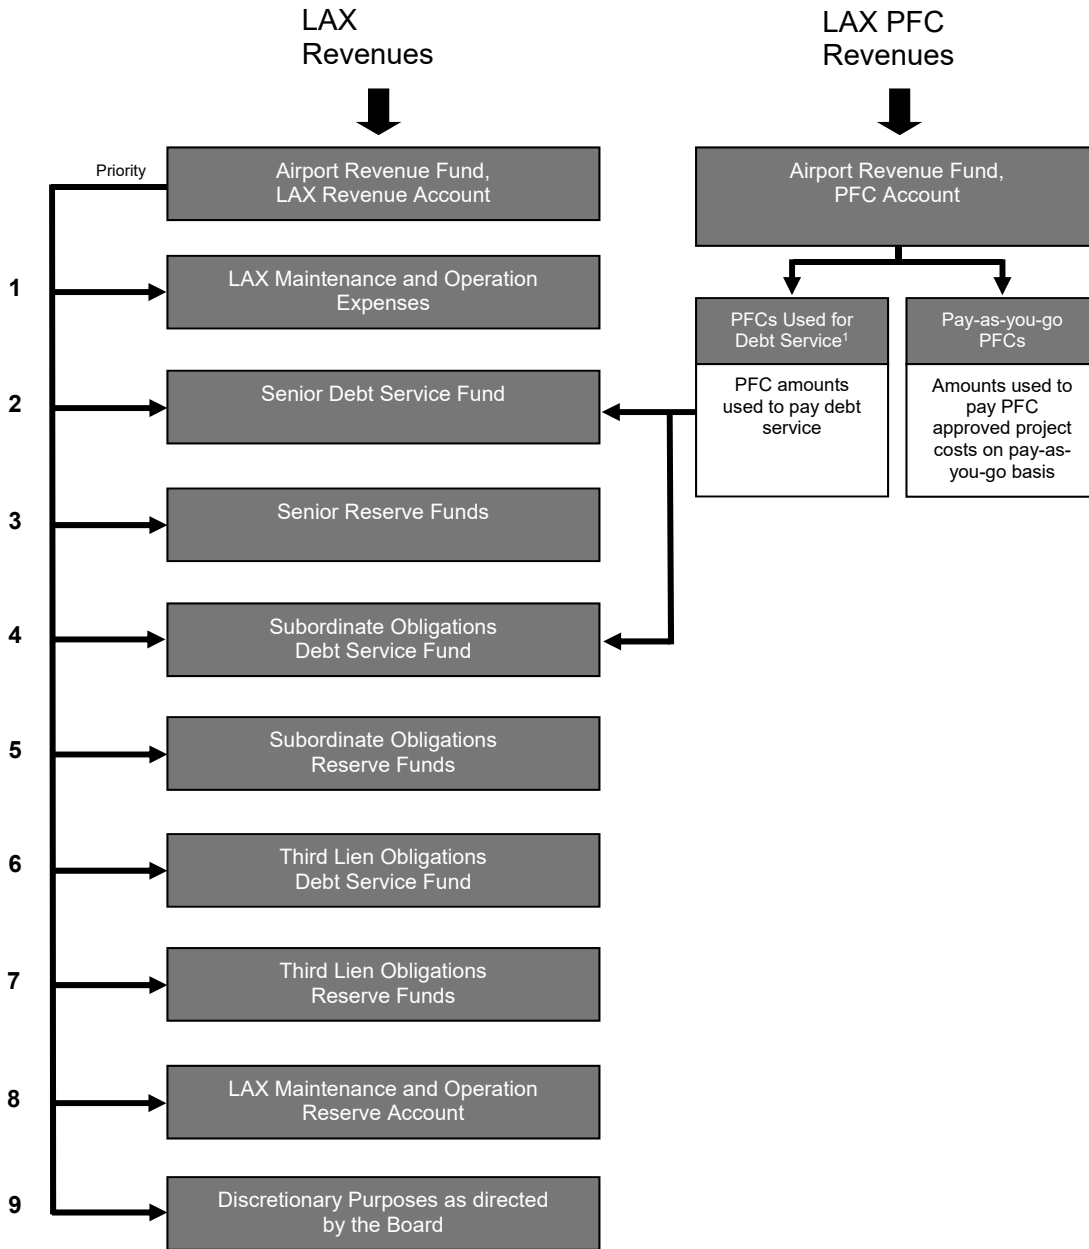 LAX
Revenues
LAX PFC
Revenues
Priority
Airport Revenue Fund,
LAX Revenue Account
Airport Revenue Fund,
PFC Account
1
LAX Maintenance and Operation
Expenses
PFCs Used for
Debt Service¹
PFC amounts
used to pay debt
service
Pay-as-you-go
PFCs
Amounts used to
pay PFC
approved project
costs on pay-as-
you-go basis
2
Senior Debt Service Fund
3
Senior Reserve Funds
4
Subordinate Obligations
Debt Service Fund
5
Subordinate Obligations
Reserve Funds
6
Third Lien Obligations
Debt Service Fund
7
Third Lien Obligations
Reserve Funds
8
LAX Maintenance and Operation
Reserve Account
9
Discretionary Purposes as directed
by the Board